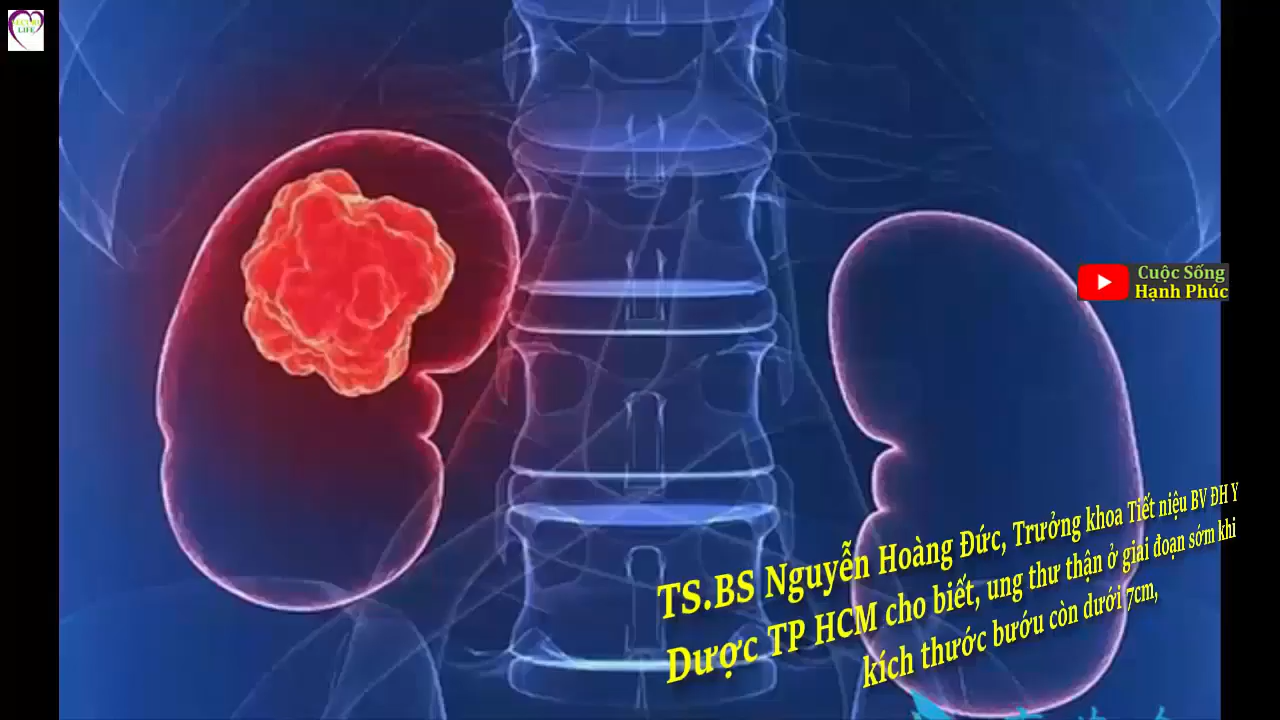 LIFE
Cuộc Sống
Hạnh Phúc
TS.BS Nguyễn Hoàng Đức, Trưởng khoa Tiết niệu BV ĐH Y
Dược TP HCM cho biết, ung thư thận ở giai đoạn sớm khi
kích thước bướu còn dưới 7cm,